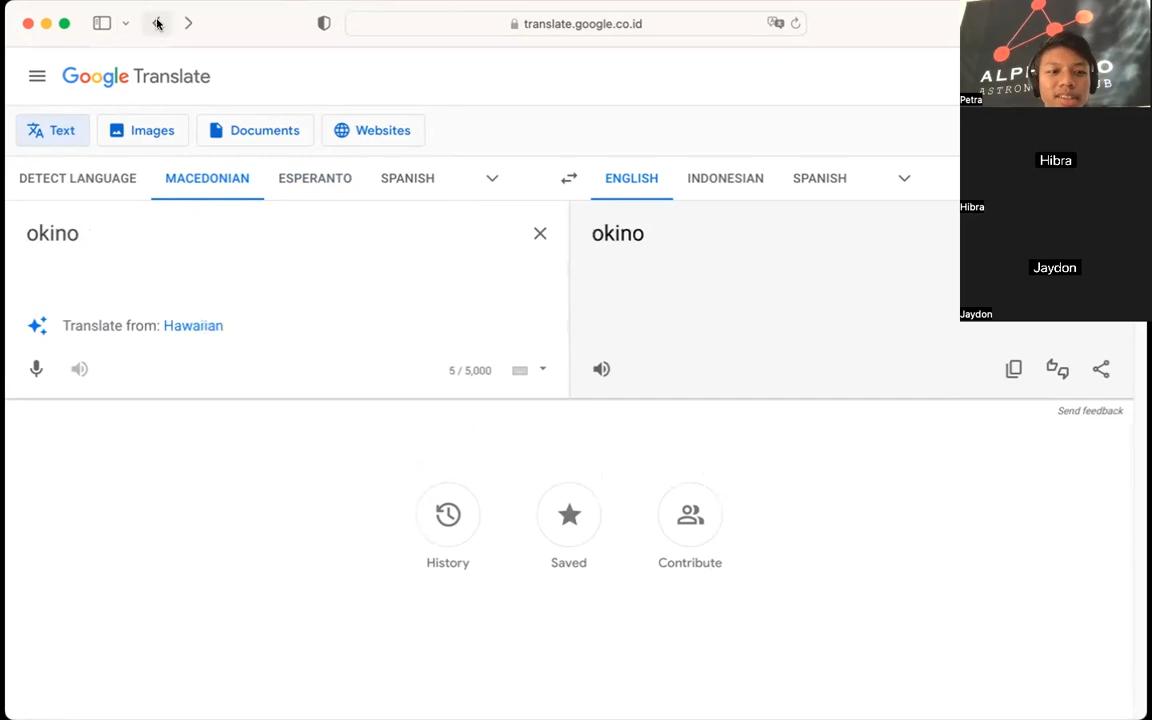 translate.google.co.id
Google Translate
Text
Images
Documents
Websites
DETECT LANGUAGE
MACEDONIAN
ESPERANTO
SPANISH
ENGLISH
INDONESIAN
SPANISH
okino
okino
Translate from: Hawaiian
5 / 5,000
Send feedback
History
Saved
Contribute
Petra
Hibra
Hibra
Jaydon
Jaydon